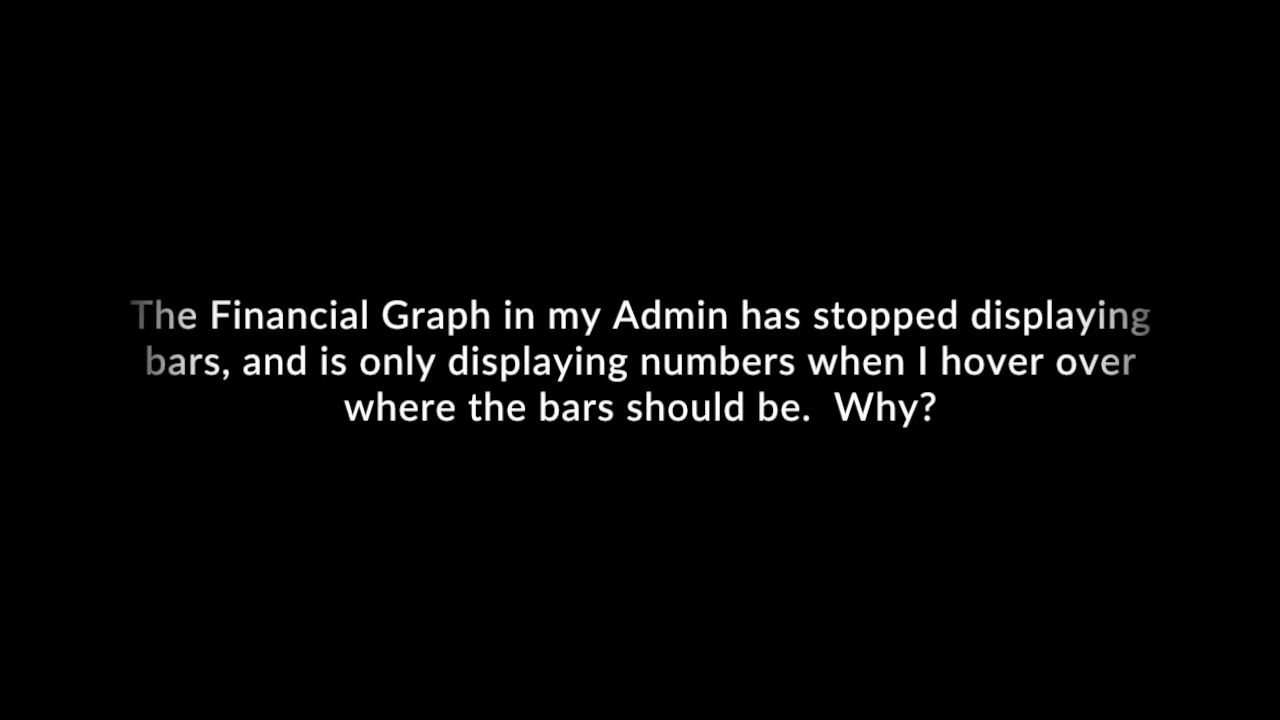 The Financial Graph in my Admin has stopped displaying
bars, and is only displaying numbers when I hover over
where the bars should be.  Why?